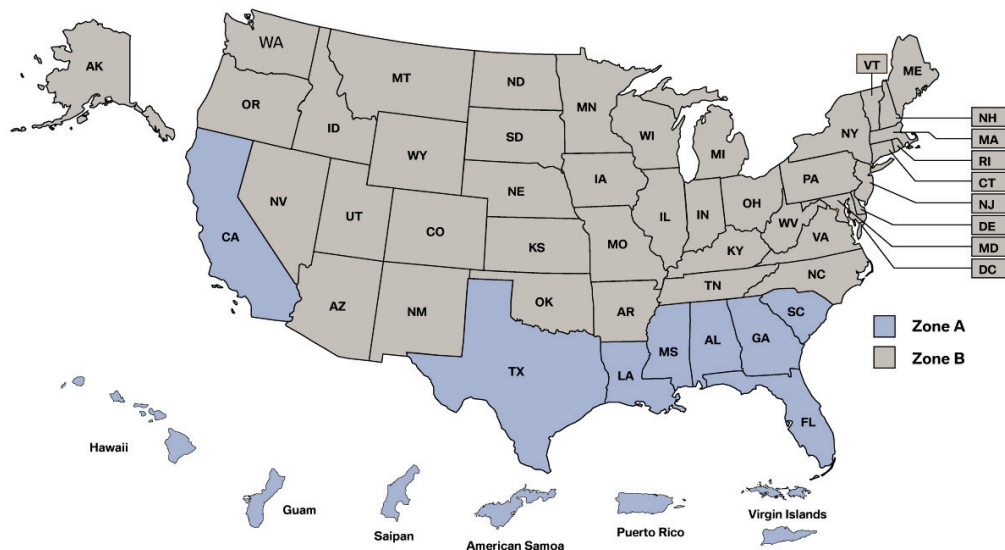 WA
AK
MT
ND
VT
ME
OR
MN
NH
ID
SD
WI
NY
MA
WY
MI
RI
IA
PA
CT
NE
NV
OH
NJ
UT
IL
IN
DE
CA
CO
WV
VA
MD
KS
MO
KY
DC
NC
TN
AZ
NM
OK
AR
SC
Zone A
MS
AL
GA
Zone B
TX
LA
FL
Hawaii
Guam
Saipan
American Samoa
Puerto Rico
Virgin Islands